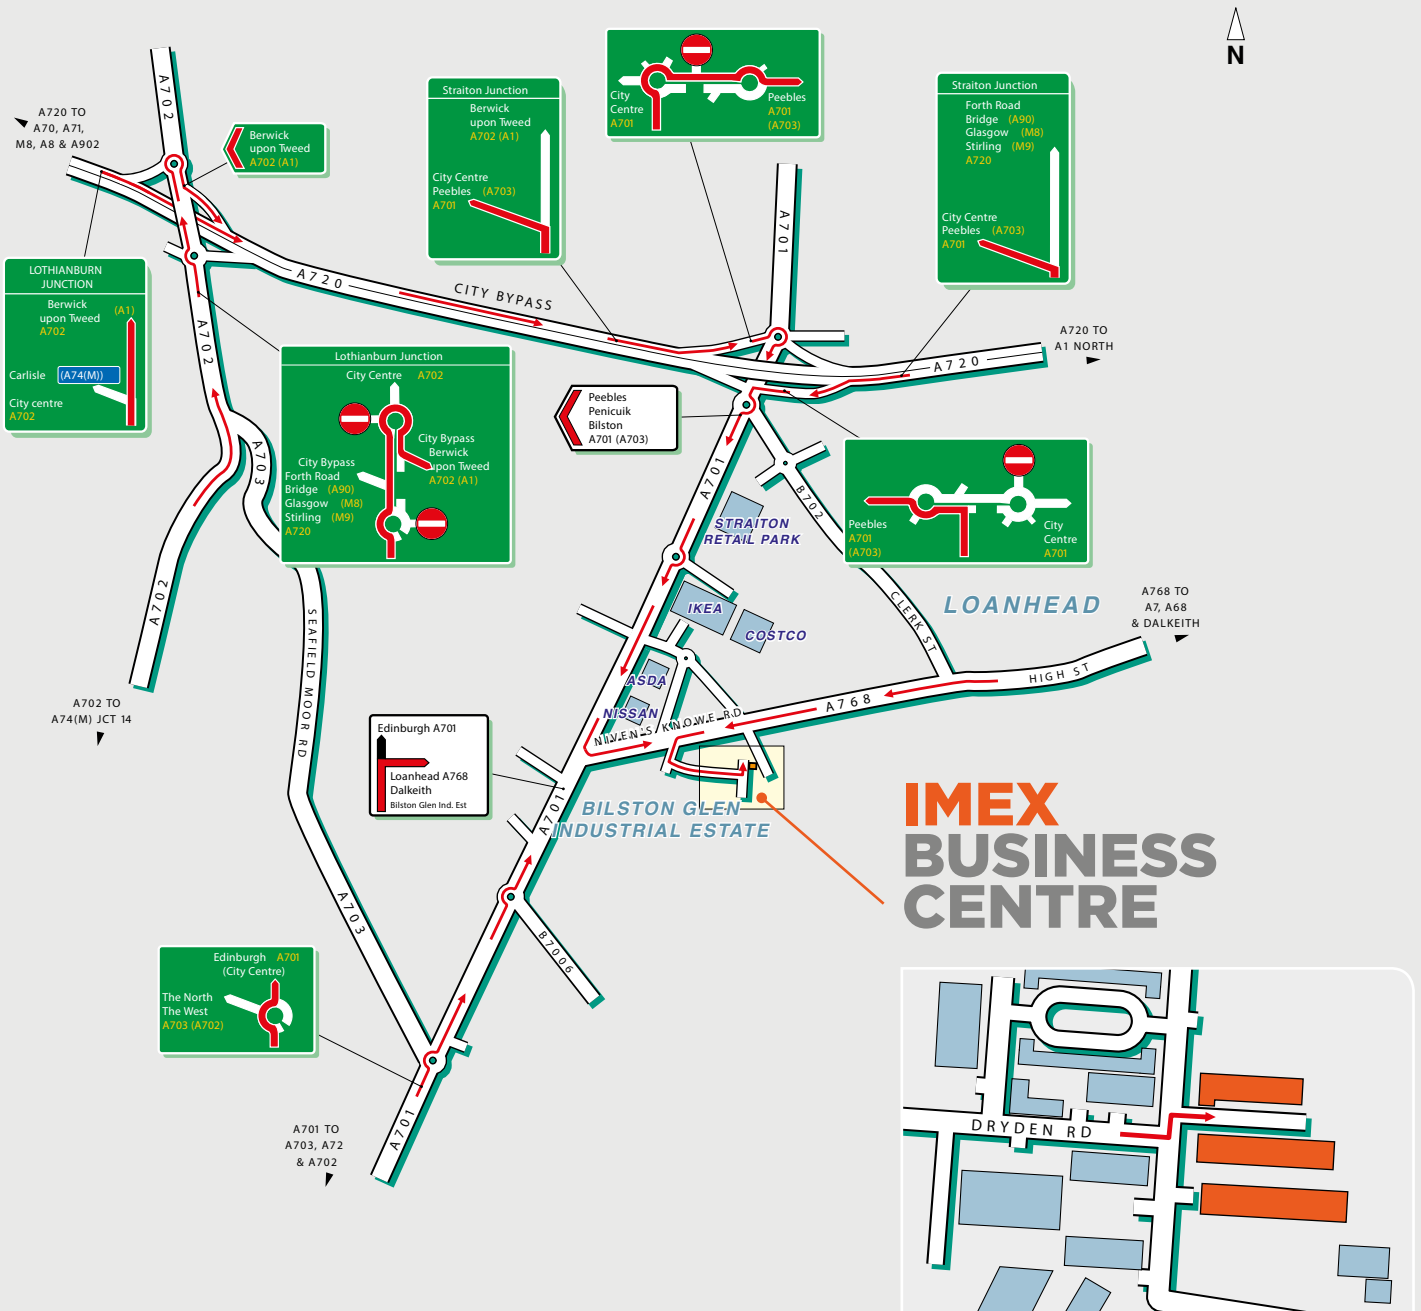 N
A702
A720 TO
A70, A71,
M8, A8 & A902
Berwick
upon Tweed
A702 (A1)
Straiton Junction
Berwick
upon Tweed
A702 (A1)
City Centre
Peebles (A703)
A701
City
Centre
A701
Peebles
A701
(A703)
Straiton Junction
Forth Road
Bridge (A90)
Glasgow (M8)
Stirling (M9)
A720
City Centre
Peebles (A703)
A701
A701
LOTHIANBURN
JUNCTION
Berwick (A1)
upon Tweed
A702
Carlisle (A74(M))
City centre
A702
A720
CITY BYPASS
A720 TO
A1 NORTH
A720
A702
Lothianburn Junction
City Centre A702
City Bypass
Berwick
upon Tweed
A702 (A1)
City Bypass
Forth Road
Bridge (A90)
Glasgow (M8)
Stirling (M9)
A720
Peebles
Penicuik
Bilston
A701 (A703)
A703
A701
B702
Peebles
A701
(A703)
City
Centre
A701
STRAITON
RETAIL PARK
A702
SEAFIELD MOOR RD
IKEA
COSTCO
CLERK ST
LOANHEAD
A768 TO
A7, A68
& DALKEITH
ASDA
NISSAN
HIGH ST
A768
NIVEN'S KNOWE RD
A702 TO
A74(M) JCT 14
Edinburgh A701
Loanhead A768
Dalkeith
Bilston Glen Ind. Est
A701
BILSTON GLEN
INDUSTRIAL ESTATE
IMEX
BUSINESS
CENTRE
A703
B7006
Edinburgh A701
(City Centre)
The North
The West
A703 (A702)
A701
A701 TO
A703, A72
& A702
DRYDEN RD